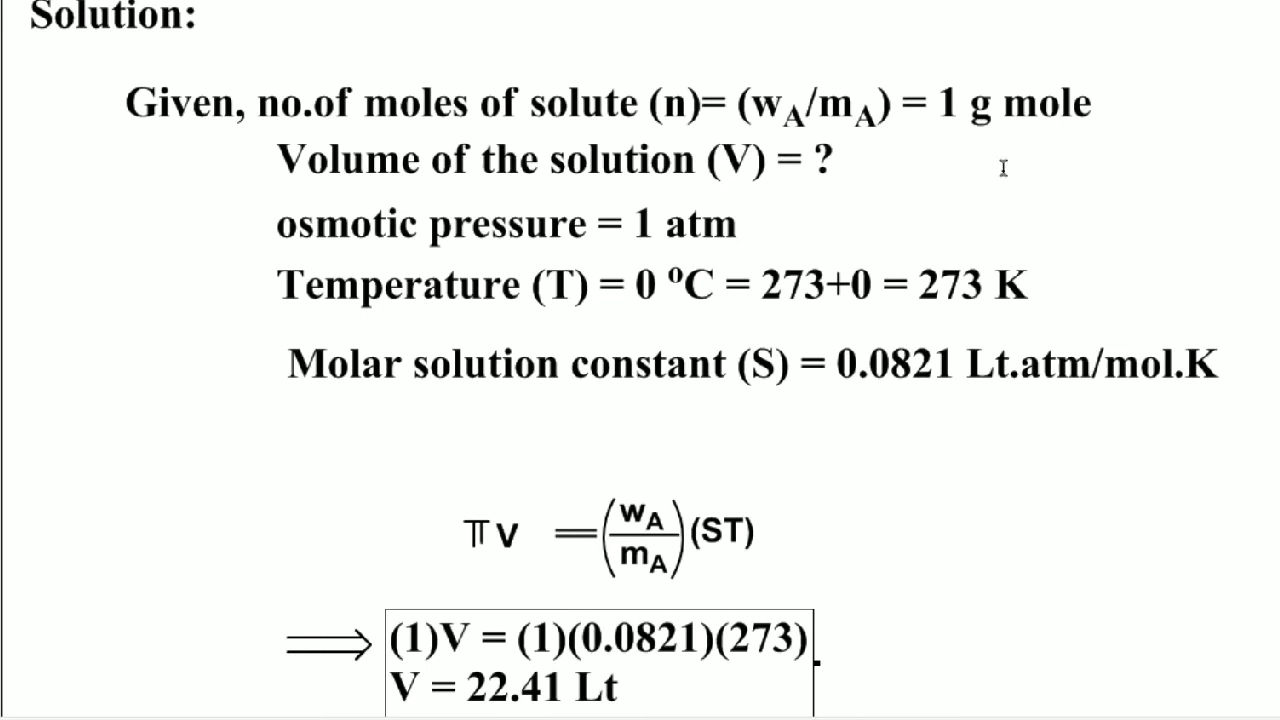 Solution:
Given, no.of moles of solute (n)= (wA/mA) = 1 g mole
Volume of the solution (V) = ?
osmotic pressure = 1 atm
Temperature (T) = 0 ⁰C = 273+0 = 273 K
Molar solution constant (S) = 0.0821 Lt.atm/mol.K
πV = (wA/mA)(ST)
⟹ (1)V = (1)(0.0821)(273).
V = 22.41 Lt